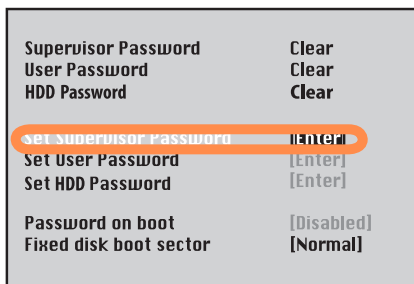 Supervisor Password Clear
User Password Clear
HDD Password Clear
Set Supervisor Password [Enter]
Set User Password [Enter]
Set HDD Password [Enter]
Password on boot [Disabled]
Fixed disk boot sector [Normal]